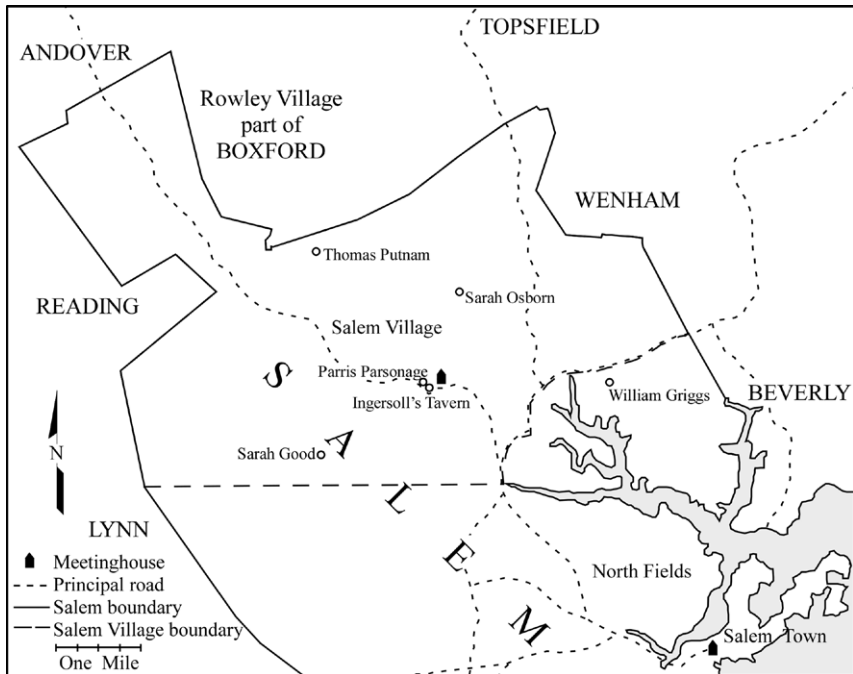 TOPSFIELD
ANDOVER
Rowley Village
part of
BOXFORD
WENHAM
Thomas Putnam
READING
Sarah Osborn
Salem Village
Parris Parsonage
Ingersoll's Tavern
William Griggs
BEVERLY
Sarah Good
S
A
L
E
M
N
LYNN
Meetinghouse
Principal road
Salem boundary
Salem Village boundary
One Mile
North Fields
Salem Town